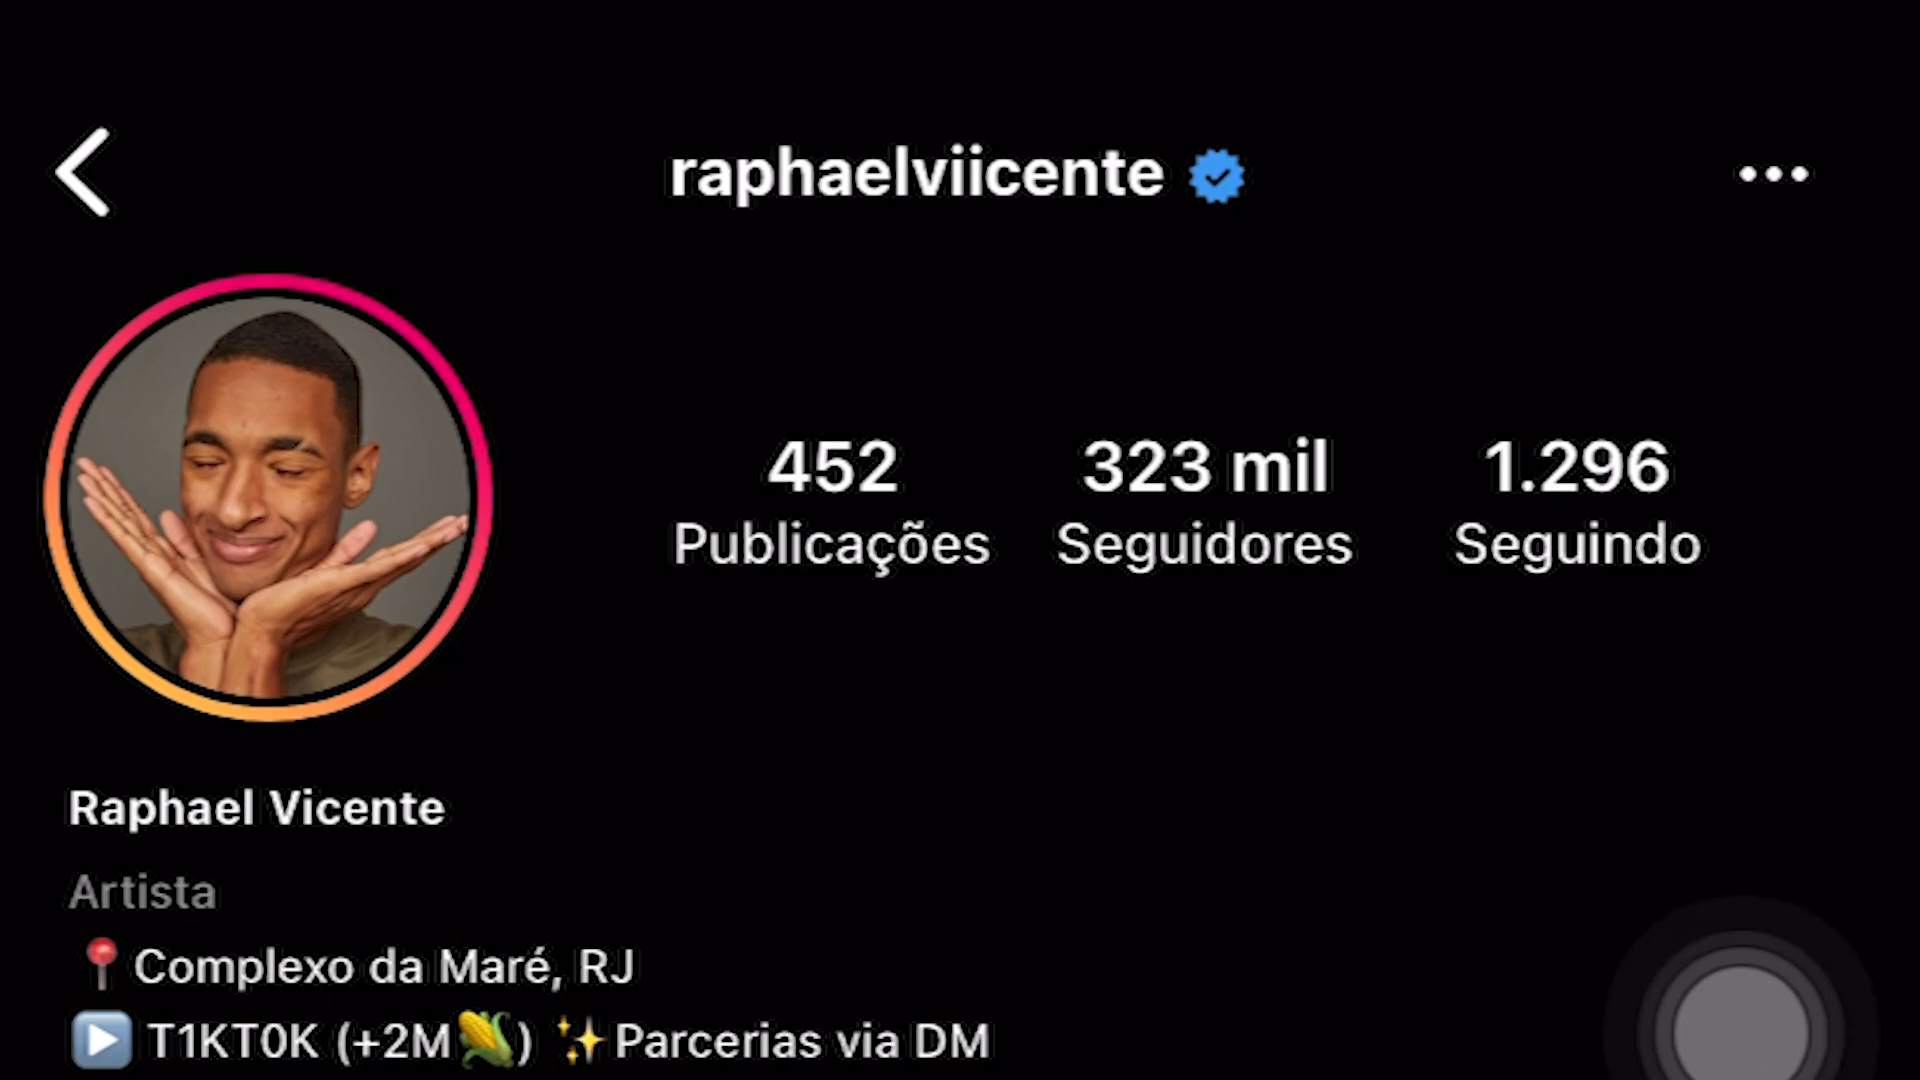 raphaelviicente
452 323 mil 1.296
Publicações Seguidores Seguindo
Raphael Vicente
Artista
📍Complexo da Maré, RJ
▶️ T1KT0K (+2M🌽) ✨Parcerias via DM